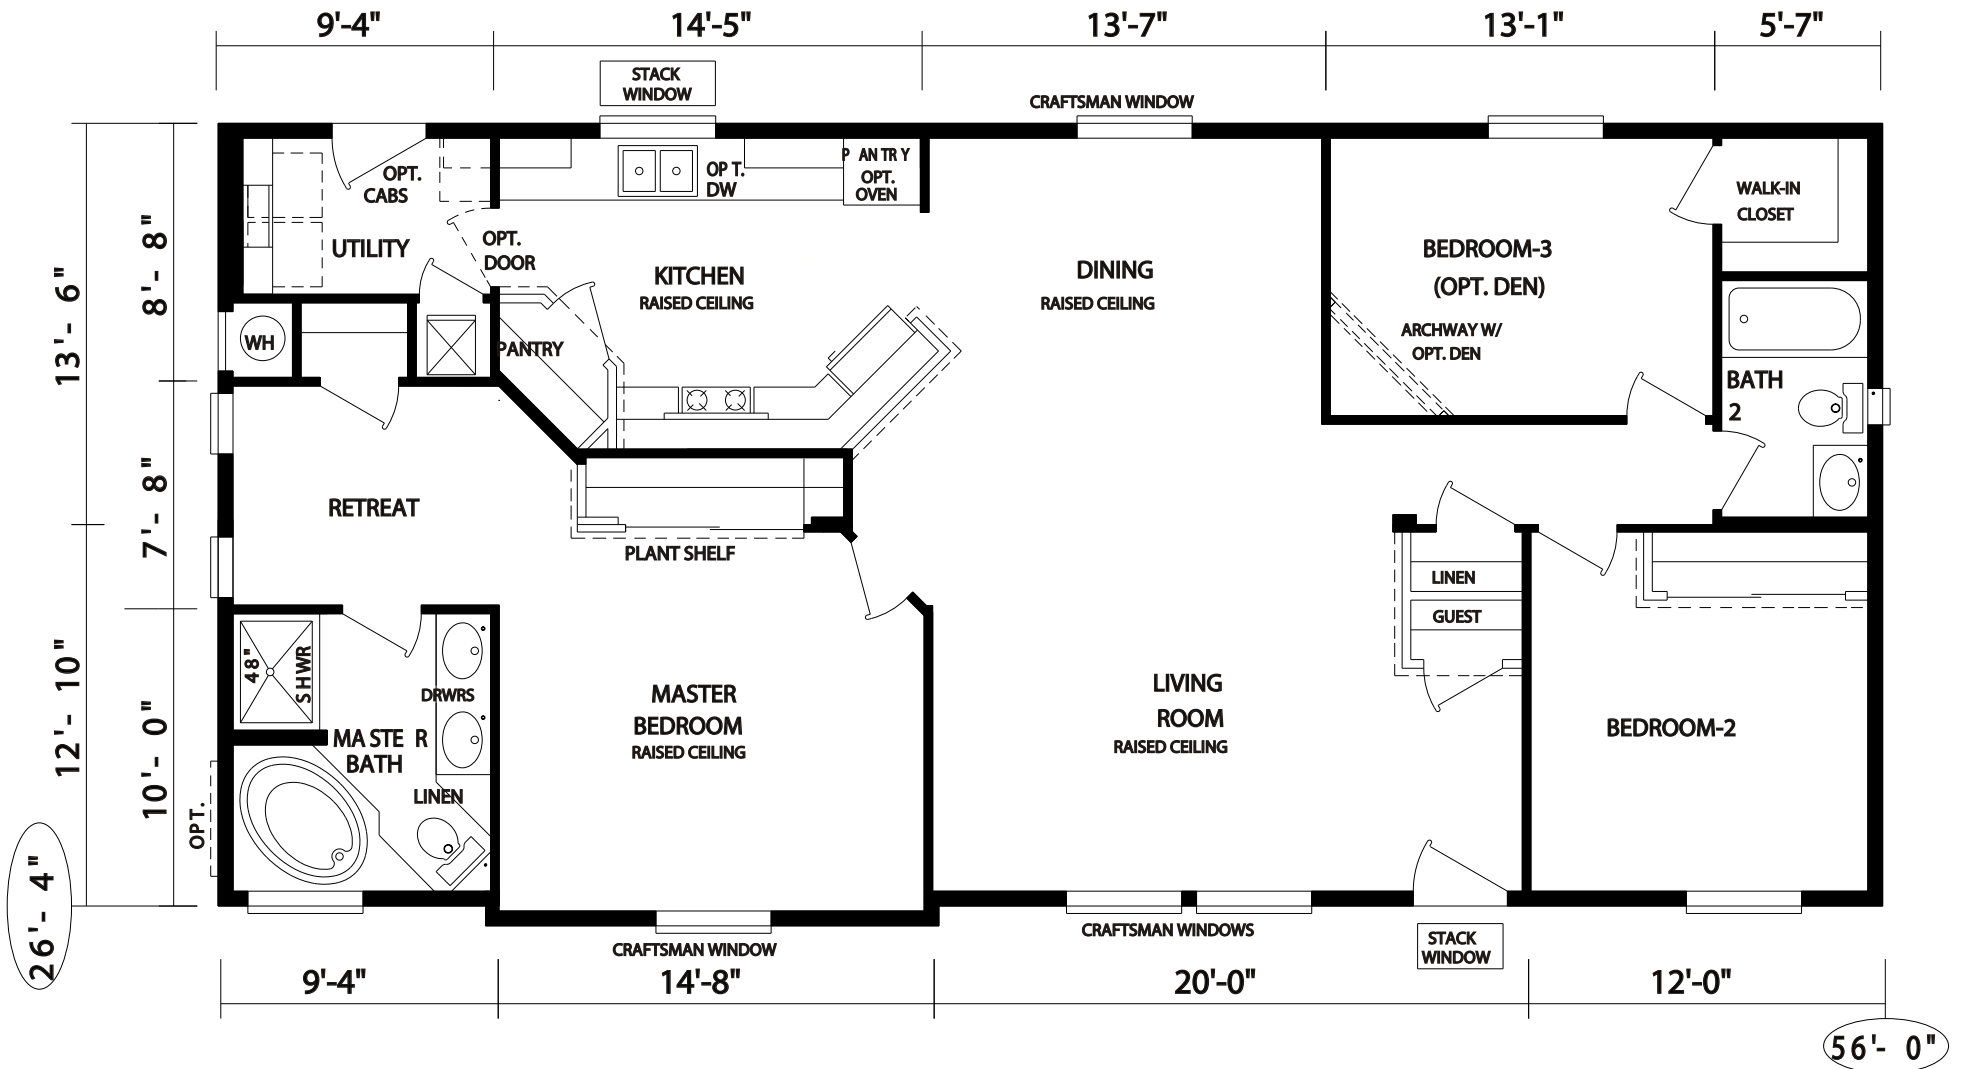 9'-4"
14'-5"
13'-7"
13'-1"
5'-7"
STACK
WINDOW
CRAFTSMAN WINDOW
OPT.
CABS
UTILITY
OPT.
DOOR
OP T.
DW
P AN TR Y
OPT.
OVEN
KITCHEN
RAISED CEILING
DINING
RAISED CEILING
BEDROOM-3
(OPT. DEN)
ARCHWAY W/
OPT. DEN
WALK-IN
CLOSET
WH
PANTRY
BATH
2
RETREAT
PLANT SHELF
LINEN
GUEST
48"
SHWR
DRWRS
MA STE R
BATH
LINEN
MASTER
BEDROOM
RAISED CEILING
LIVING
ROOM
RAISED CEILING
BEDROOM-2
OPT.
13'- 6"
8'- 8"
7'- 8"
12'- 10"
10'- 0"
26'- 4"
CRAFTSMAN WINDOW
CRAFTSMAN WINDOWS
STACK
WINDOW
9'-4"
14'-8"
20'-0"
12'-0"
56'- 0"